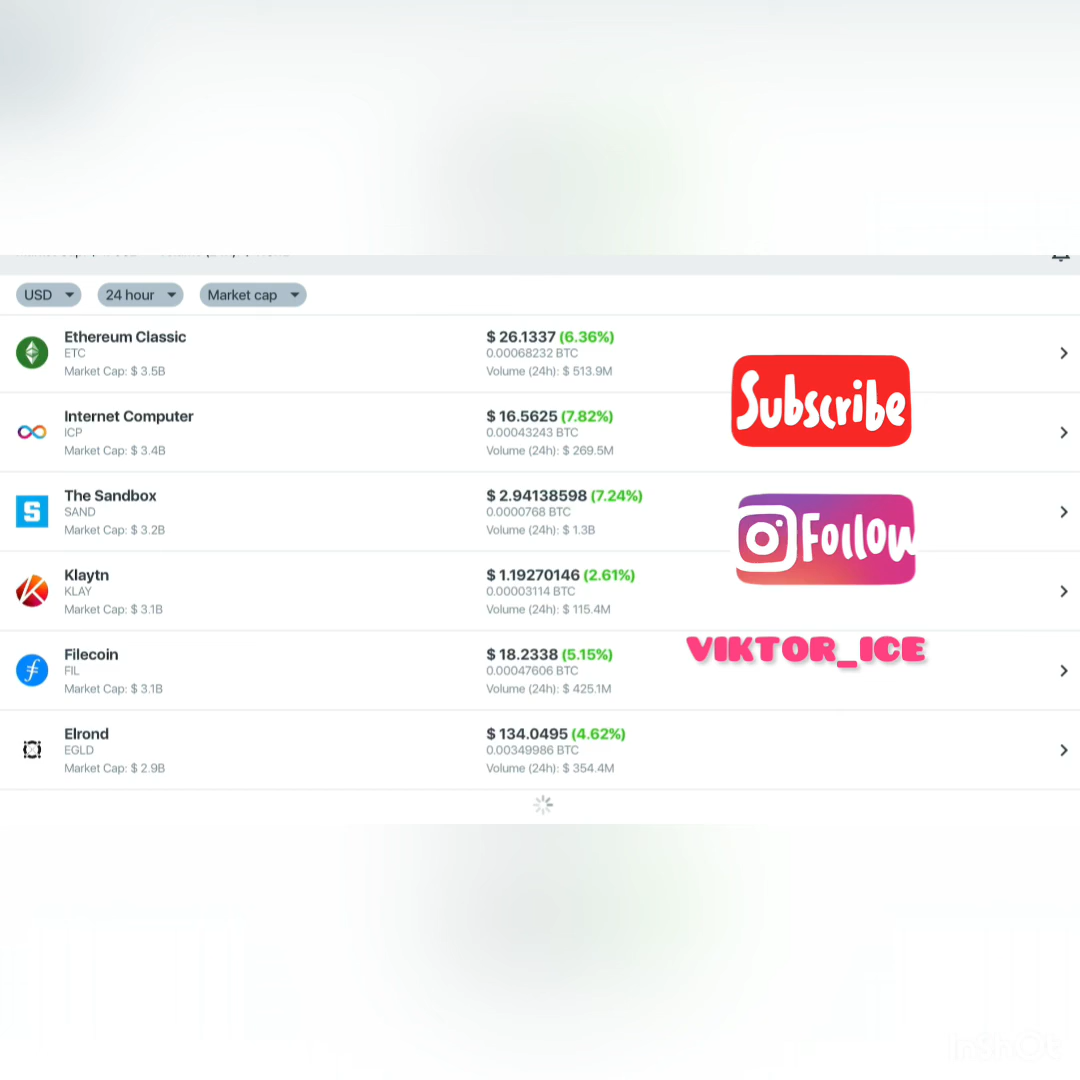 USD
24 hour
Market cap
Ethereum Classic
ETC
Market Cap: $ 3.5B
$ 26.1337 (6.36%)
0.00068232 BTC
Volume (24h): $ 513.9M
Internet Computer
ICP
Market Cap: $ 3.4B
$ 16.5625 (7.82%)
0.00043243 BTC
Volume (24h): $ 269.5M
Subscribe
The Sandbox
SAND
Market Cap: $ 3.2B
$ 2.94138598 (7.24%)
0.0000768 BTC
Volume (24h): $ 1.3B
Follow
Klaytn
KLAY
Market Cap: $ 3.1B
$ 1.19270146 (2.61%)
0.00003114 BTC
Volume (24h): $ 115.4M
Filecoin
FIL
Market Cap: $ 3.1B
$ 18.2338 (5.15%)
0.00047606 BTC
Volume (24h): $ 425.1M
VIKTOR_ICE
Elrond
EGLD
Market Cap: $ 2.9B
$ 134.0495 (4.62%)
0.00349986 BTC
Volume (24h): $ 354.4M
InShOt